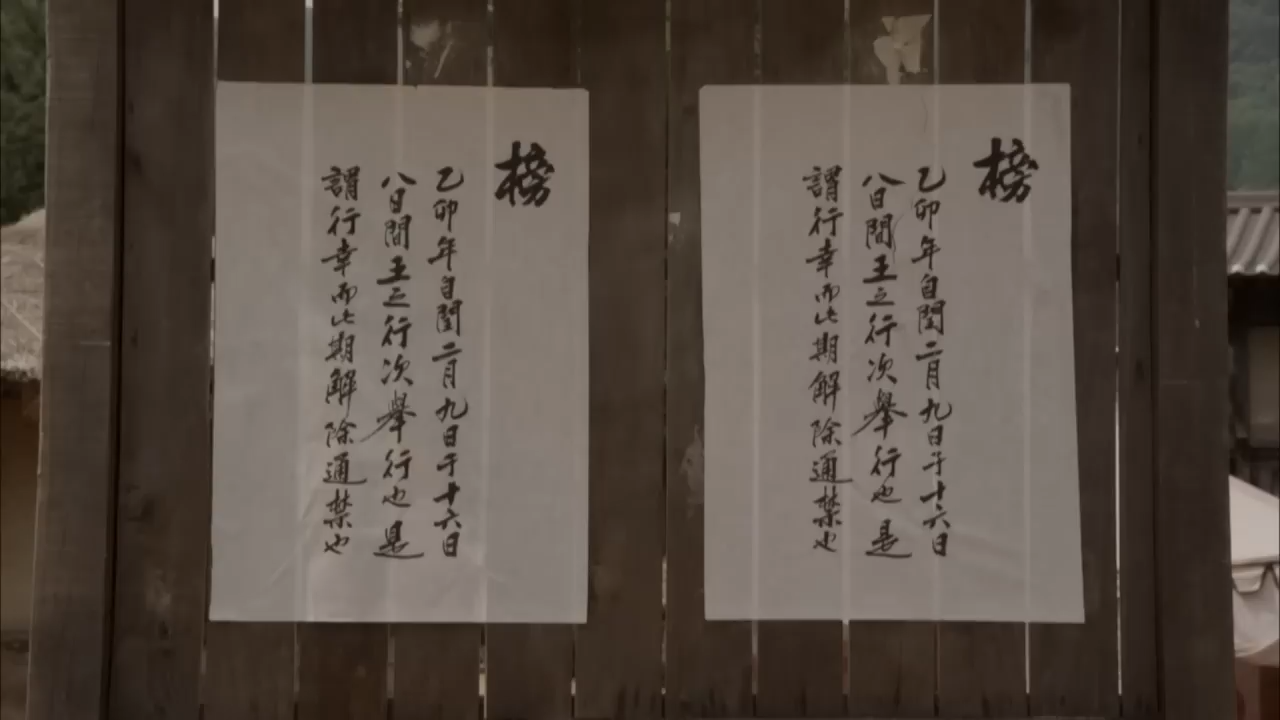 榜
乙卯年自閏二月九日于十六日
八日間王之行次擧行也是
謂行幸而此期解除通禁也
榜
乙卯年自閏二月九日于十六日
八日間王之行次擧行也是
謂行幸而此期解除通禁也